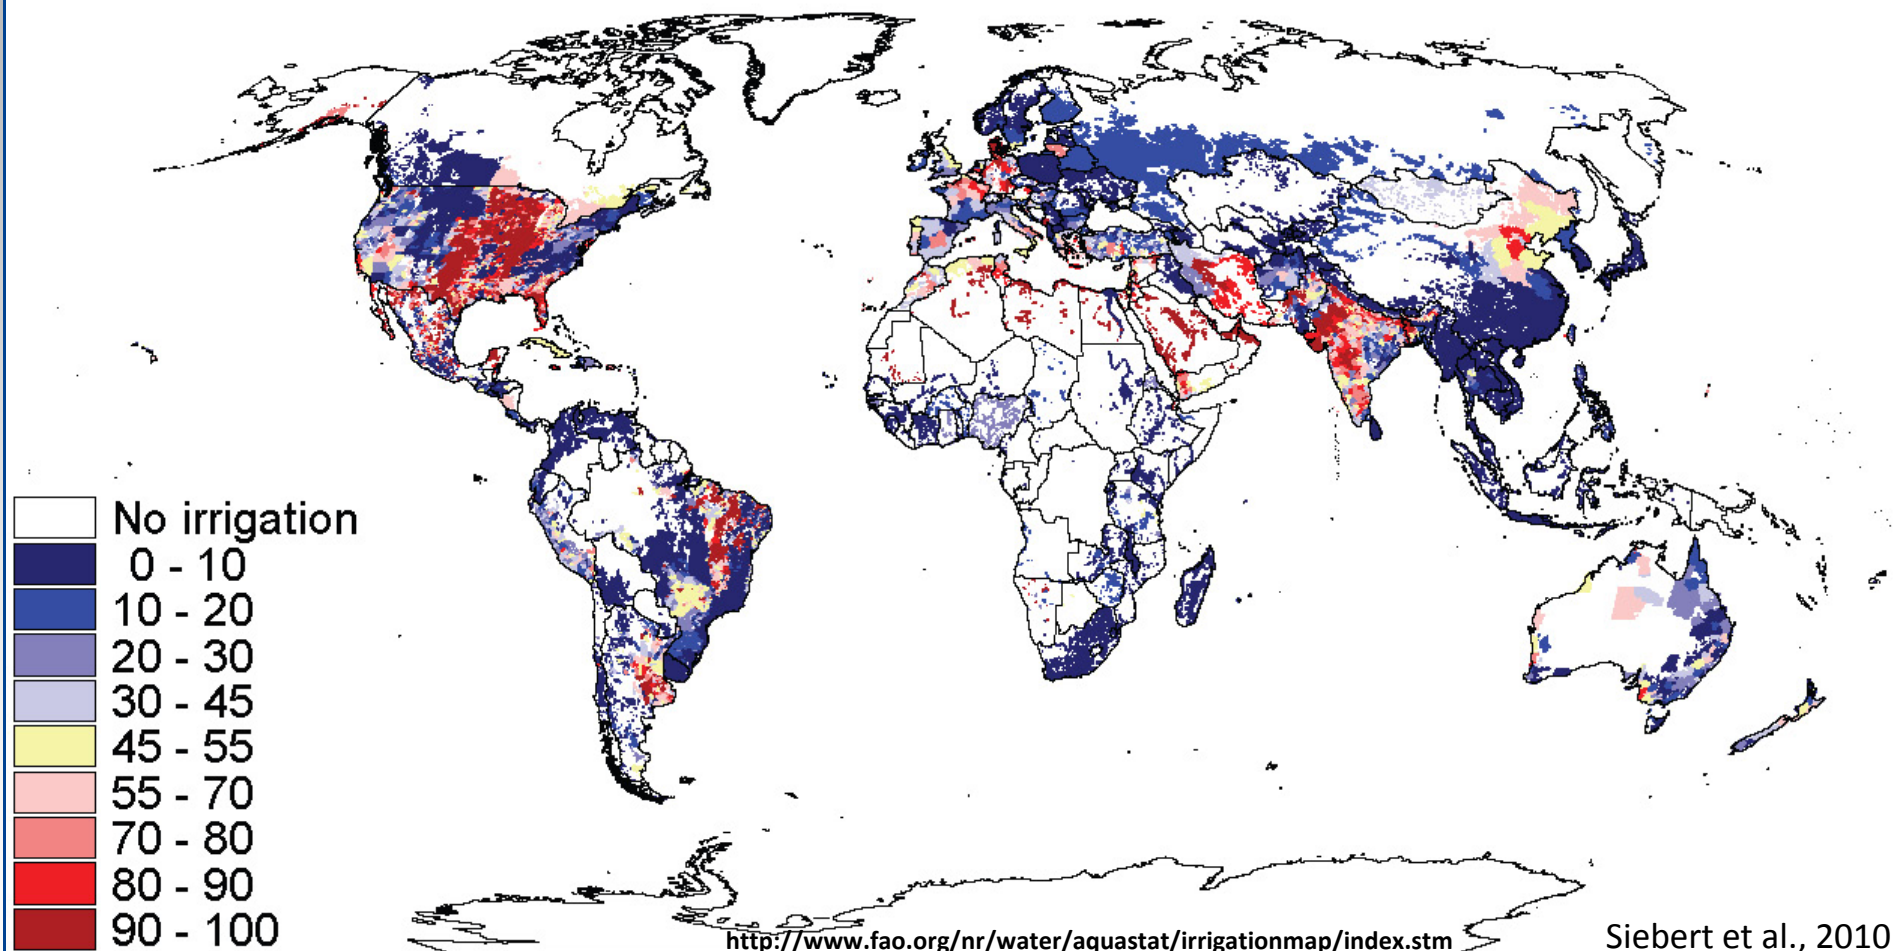 No irrigation
0 - 10
10 - 20
20 - 30
30 - 45
45 - 55
55 - 70
70 - 80
80 - 90
90 - 100
http://www.fao.org/nr/water/aquastat/irrigationmap/index.stm
Siebert et al., 2010